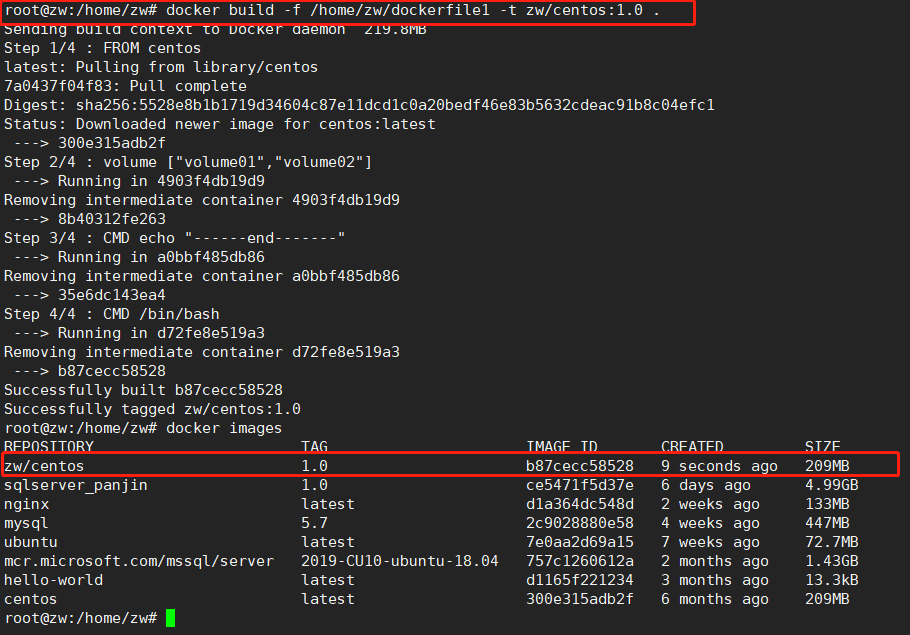 root@zw:/home/zw# docker build -f /home/zw/dockerfile1 -t zw/centos:1.0 .
Sending build context to Docker daemon  219.8MB
Step 1/4 : FROM centos
latest: Pulling from library/centos
7a0437f04f83: Pull complete
Digest: sha256:5528e8b1b1719d34604c87e11dcd1c0a20bedf46e83b5632cdeac91b8c04efc1
Status: Downloaded newer image for centos:latest
 ---> 300e315adb2f
Step 2/4 : volume ["volume01","volume02"]
 ---> Running in 4903f4db19d9
Removing intermediate container 4903f4db19d9
 ---> 8b40312fe263
Step 3/4 : CMD echo "------end-------"
 ---> Running in a0bbf485db86
Removing intermediate container a0bbf485db86
 ---> 35e6dc143ea4
Step 4/4 : CMD /bin/bash
 ---> Running in d72fe8e519a3
Removing intermediate container d72fe8e519a3
 ---> b87cecc58528
Successfully built b87cecc58528
Successfully tagged zw/centos:1.0
root@zw:/home/zw# docker images
REPOSITORY                       TAG                      IMAGE ID       CREATED         SIZE
zw/centos                        1.0                      b87cecc58528   9 seconds ago   209MB
sqlserver_panjin                 1.0                      ce5471f5d37e   6 days ago      4.99GB
nginx                            latest                   d1a364dc548d   2 weeks ago     133MB
mysql                            5.7                      2c9028880e58   4 weeks ago     447MB
ubuntu                           latest                   7e0aa2d69a15   7 weeks ago     72.7MB
mcr.microsoft.com/mssql/server   2019-CU10-ubuntu-18.04   757c1260612a   2 months ago    1.43GB
hello-world                      latest                   d1165f221234   3 months ago    13.3kB
centos                           latest                   300e315adb2f   6 months ago    209MB
root@zw:/home/zw#